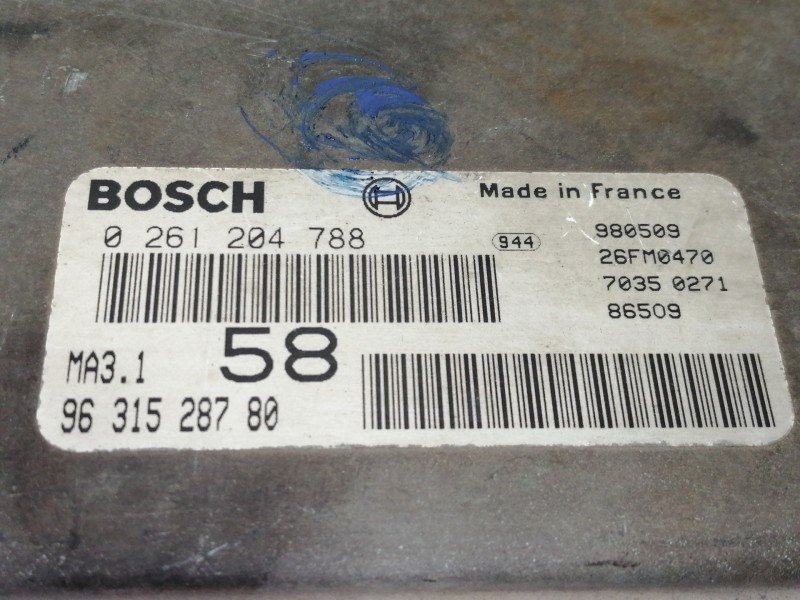 BOSCH Made in France
0 261 204 788 944 980509
26FM0470
7035 0271
86509
MA3.1 58
96 315 287 80